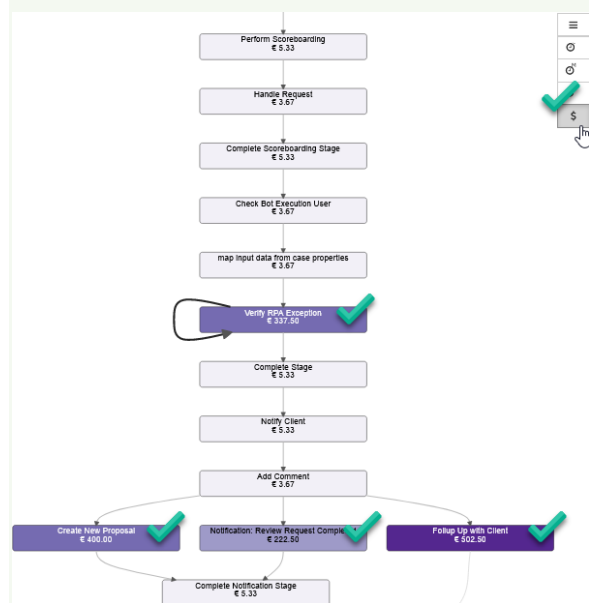 Perform Scoreboarding
€ 5.33
Handle Request
€ 3.67
Complete Scoreboarding Stage
€ 5.33
Check Bot Execution User
€ 3.67
map input data from case properties
€ 3.67
Verify RPA Exception
€ 337.50
Complete Stage
€ 5.33
Notify Client
€ 5.33
Add Comment
€ 3.67
Create New Proposal
€ 400.00
Notification: Review Request Comple
€ 222.50
Follup Up with Client
€ 502.50
Complete Notification Stage
€ 5.33
$